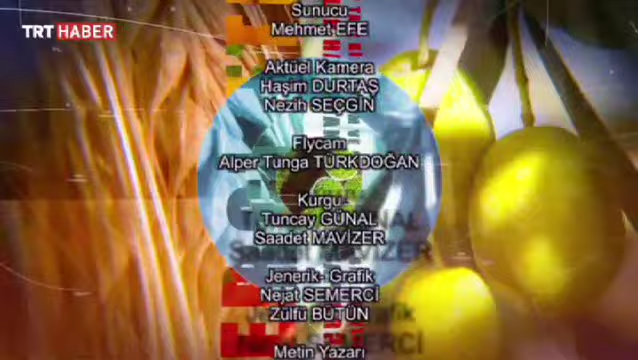 TRT HABER
Sunucu
Mehmet EFE
Aktüel Kamera
Haşim DURTAŞ
Nezih SEÇGİN
Flycam
Alper Tunga TÜRKDOĞAN
Kurgu
Tuncay GÜNAL
Saadet MAVİZER
Jenerik- Grafik
Nejat SEMERCİ
Zülfü BÜTÜN
Metin Yazarı